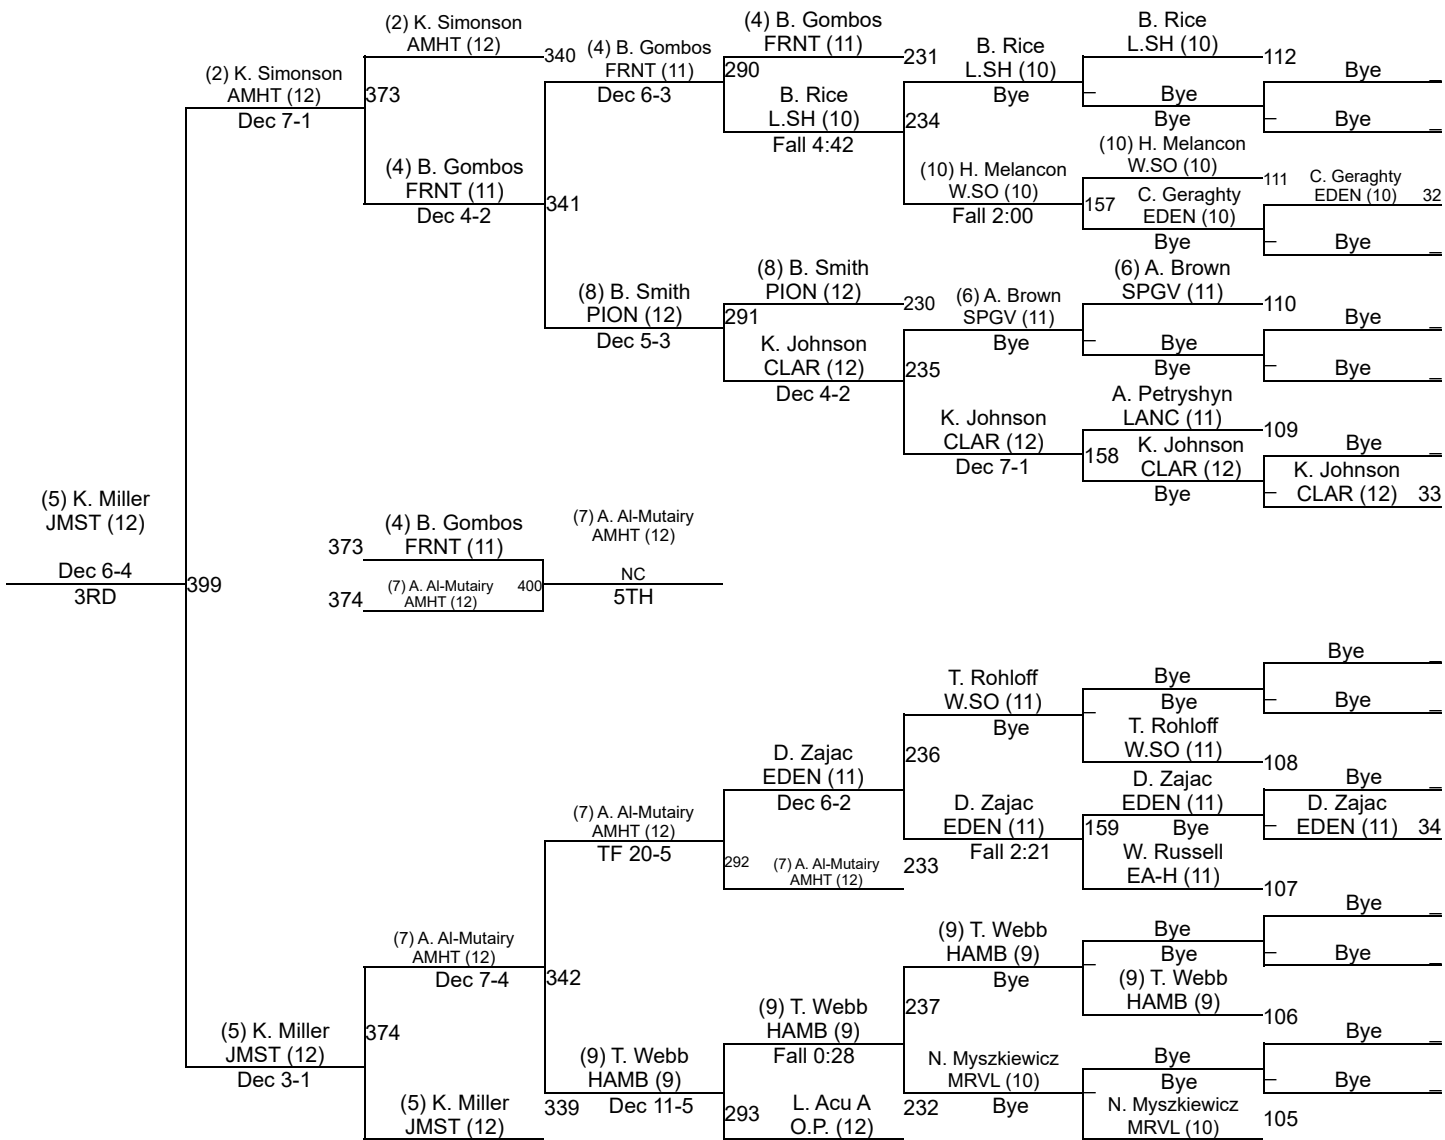 B. Rice
L.SH (10)
112
Bye
Bye
Bye
Bye
(10) H. Melancon
W.SO (10)
111
C. Geraghty
EDEN (10)
32
C. Geraghty
EDEN (10)
Bye
Bye
(6) A. Brown
SPGV (11)
110
Bye
Bye
Bye
Bye
A. Petryshyn
LANC (11)
109
Bye
K. Johnson
CLAR (12)
Bye
K. Johnson
CLAR (12)
33
(2) K. Simonson
AMHT (12)
340
(4) B. Gombos
FRNT (11)
231
B. Rice
L.SH (10)
Bye
(4) B. Gombos
FRNT (11)
Dec 6-3
290
(2) K. Simonson
AMHT (12)
Dec 7-1
373
B. Rice
L.SH (10)
Fall 4:42
234
(4) B. Gombos
FRNT (11)
Dec 4-2
341
(10) H. Melancon
W.SO (10)
Fall 2:00
157
(8) B. Smith
PION (12)
230
(8) B. Smith
PION (12)
Dec 5-3
291
(6) A. Brown
SPGV (11)
Bye
K. Johnson
CLAR (12)
Dec 4-2
235
K. Johnson
CLAR (12)
Dec 7-1
158
(5) K. Miller
JMST (12)
Dec 6-4
3RD
399
373
(4) B. Gombos
FRNT (11)
374
(7) A. Al-Mutairy
AMHT (12)
400
(7) A. Al-Mutairy
AMHT (12)
NC
5TH
Bye
Bye
Bye
Bye
T. Rohloff
W.SO (11)
108
T. Rohloff
W.SO (11)
Bye
D. Zajac
EDEN (11)
Dec 6-2
236
Bye
D. Zajac
EDEN (11)
34
D. Zajac
EDEN (11)
Bye
D. Zajac
EDEN (11)
Fall 2:21
159
W. Russell
EA-H (11)
107
(7) A. Al-Mutairy
AMHT (12)
TF 20-5
292
(7) A. Al-Mutairy
AMHT (12)
233
Bye
Bye
Bye
Bye
(9) T. Webb
HAMB (9)
106
(9) T. Webb
HAMB (9)
Bye
(7) A. Al-Mutairy
AMHT (12)
Dec 7-4
342
(9) T. Webb
HAMB (9)
Fall 0:28
237
(5) K. Miller
JMST (12)
Dec 3-1
374
(9) T. Webb
HAMB (9)
Dec 11-5
293
N. Myszkiewicz
MRVL (10)
Bye
Bye
Bye
Bye
Bye
N. Myszkiewicz
MRVL (10)
105
(5) K. Miller
JMST (12)
339
L. Acu A
O.P. (12)
232